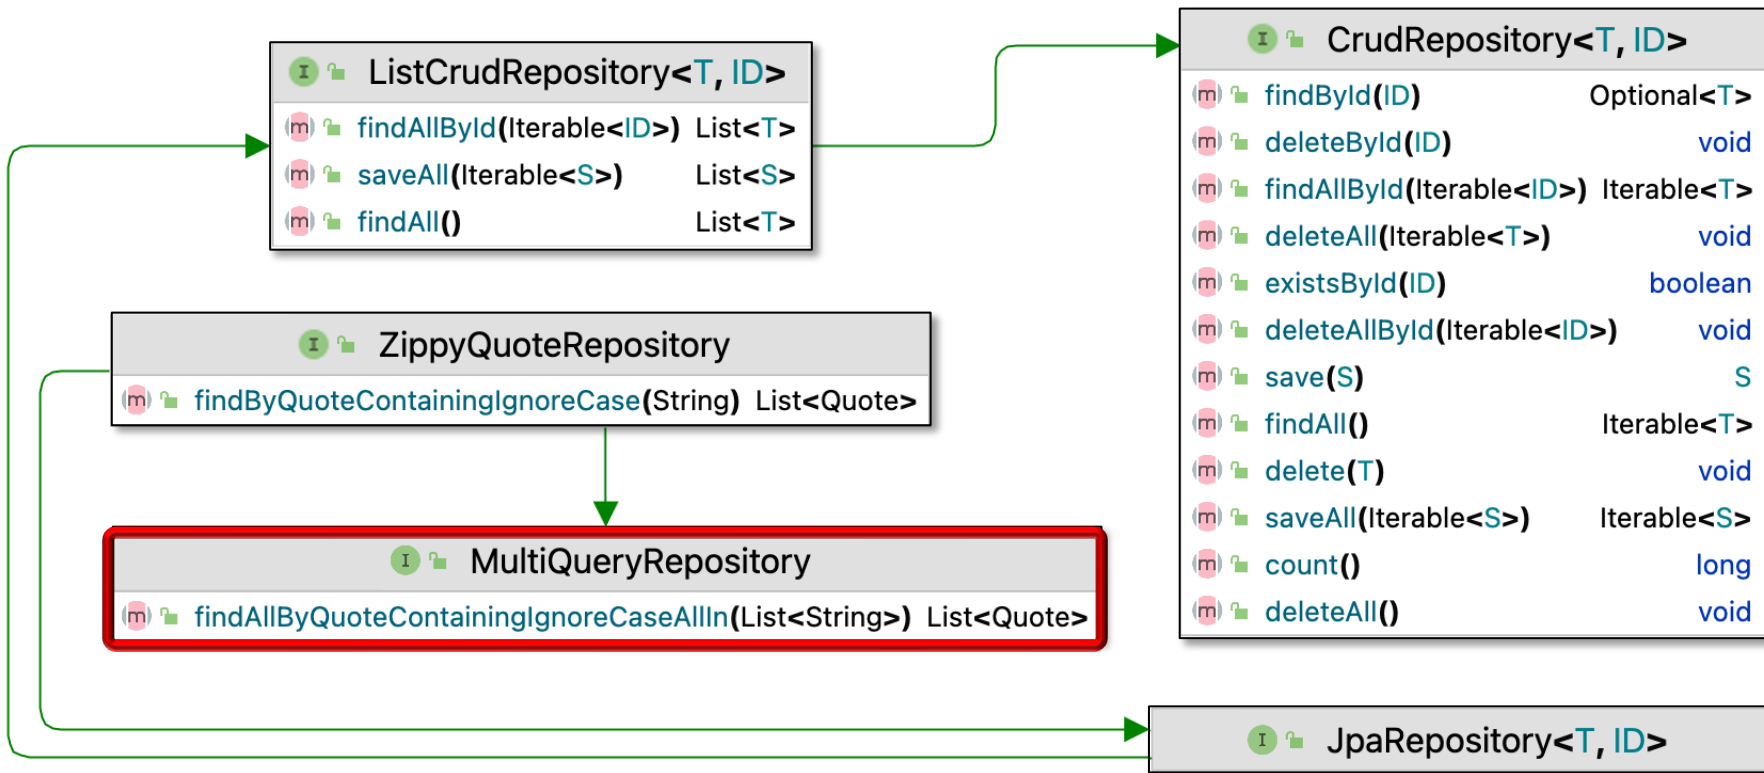 ListCrudRepository<T, ID>
findAllById(Iterable<ID>) List<T>
saveAll(Iterable<S>) List<S>
findAll() List<T>
ZippyQuoteRepository
findByQuoteContainingIgnoreCase(String) List<Quote>
MultiQueryRepository
findAllByQuoteContainingIgnoreCaseAllIn(List<String>) List<Quote>
CrudRepository<T, ID>
findById(ID) Optional<T>
deleteById(ID) void
findAllById(Iterable<ID>) Iterable<T>
deleteAll(Iterable<T>) void
existsById(ID) boolean
deleteAllById(Iterable<ID>) void
save(S) S
findAll() Iterable<T>
delete(T) void
saveAll(Iterable<S>) Iterable<S>
count() long
deleteAll() void
JpaRepository<T, ID>